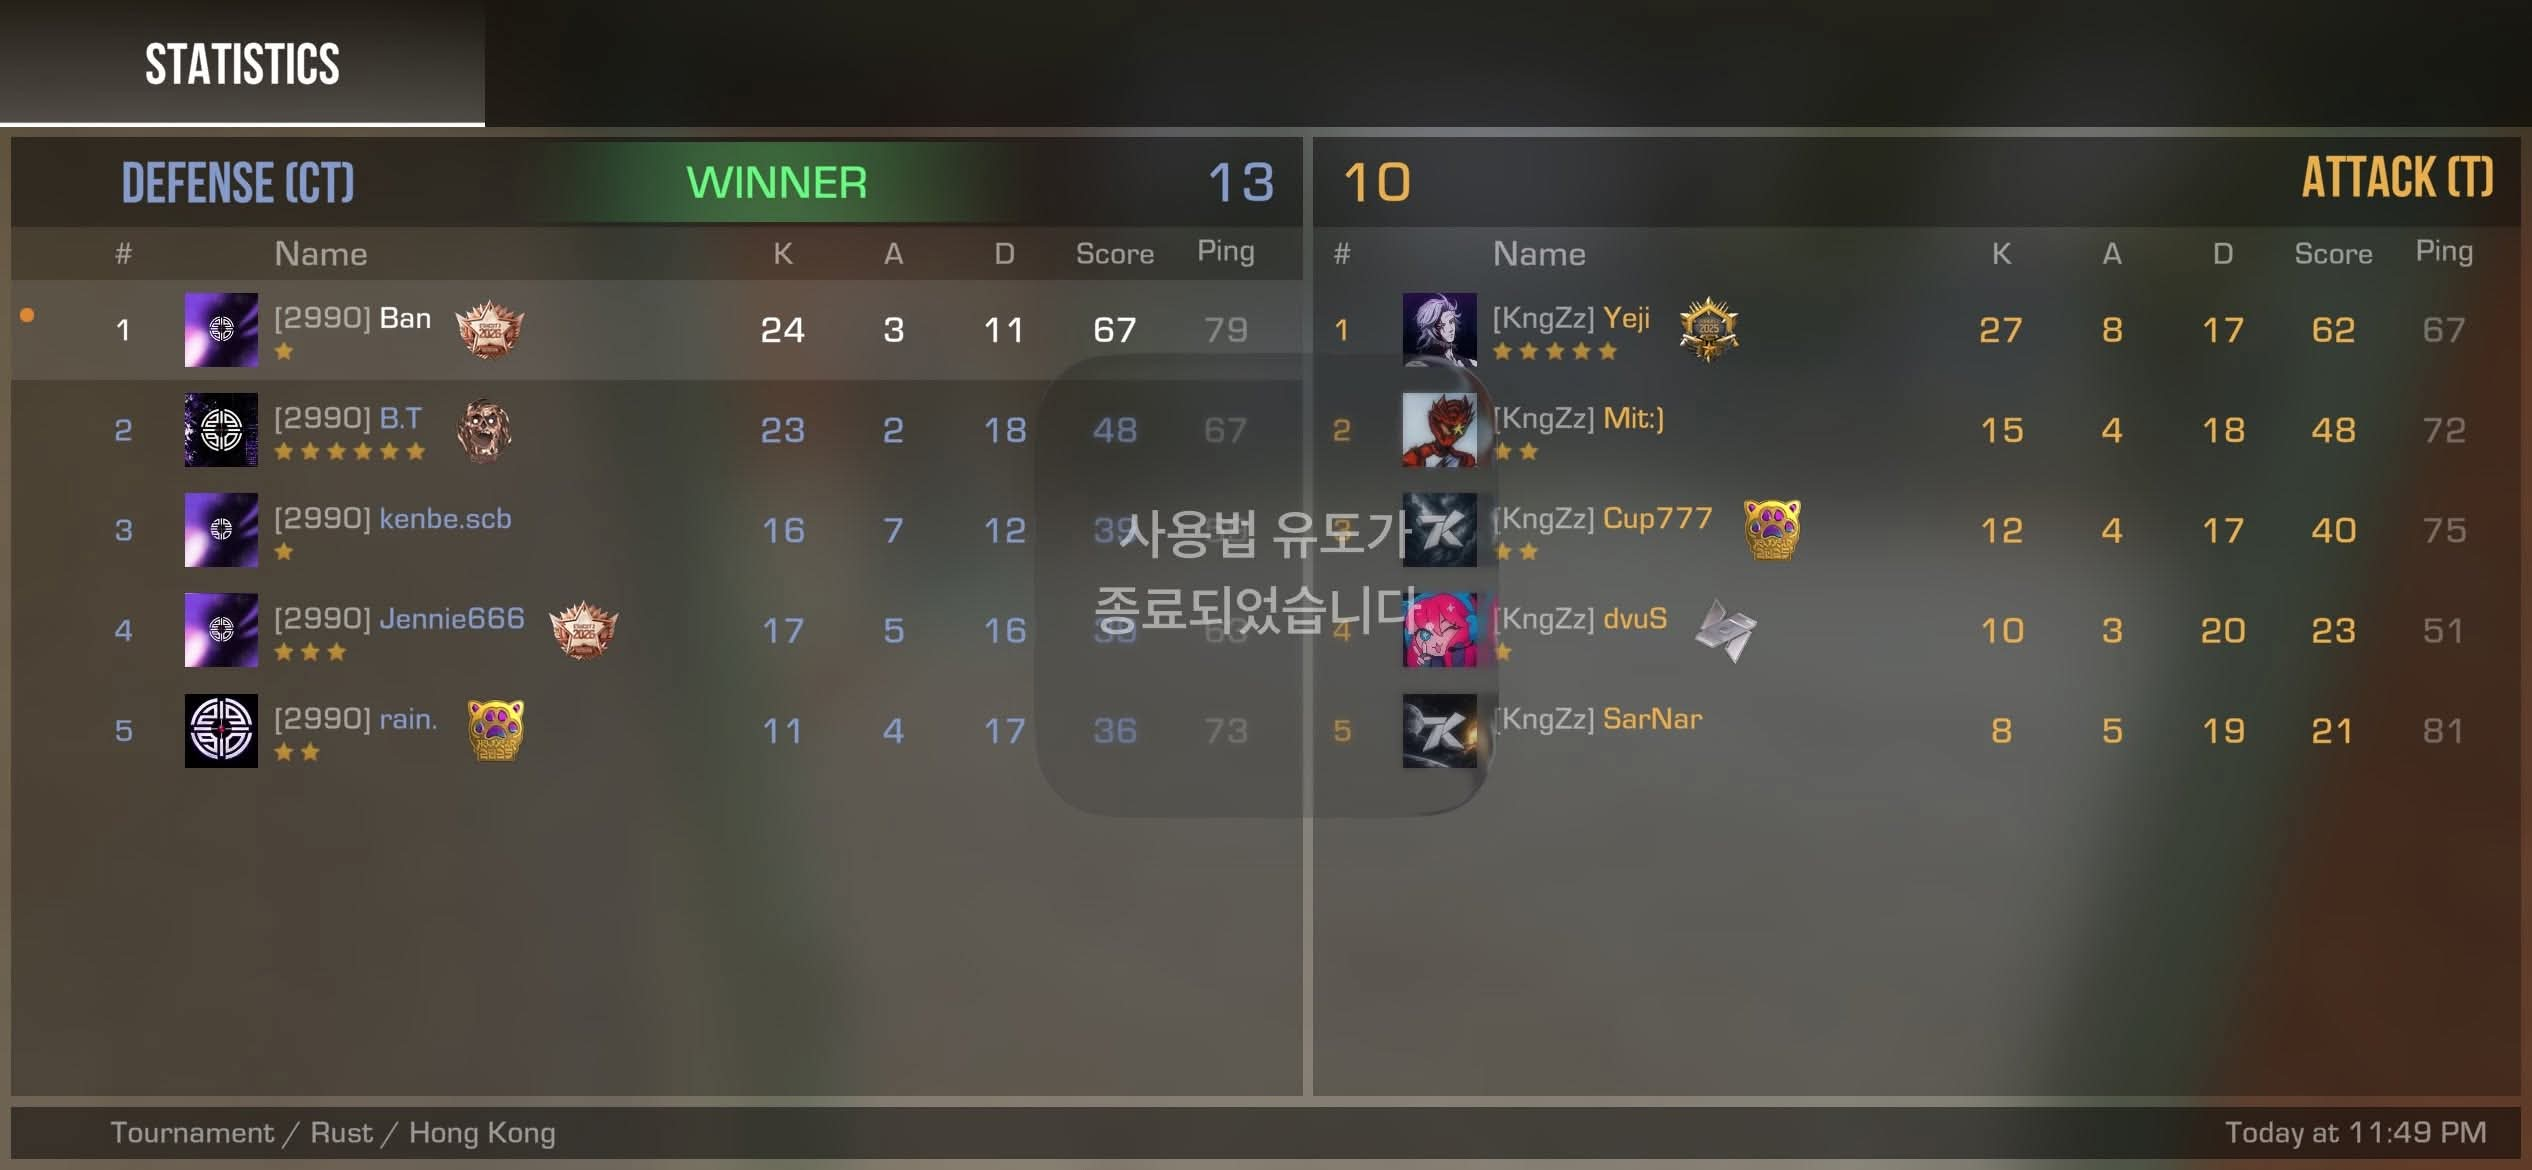 STATISTICS
DEFENSE (CT) WINNER 13
# Name K A D Score Ping
1 [2990] Ban 24 3 11 67 79
2 [2990] B.T 23 2 18 48 67
3 [2990] kenbe.scb 16 7 12
4 [2990] Jennie666 17 5 16
5 [2990] rain. 11 4 17 36 73
10 ATTACK (T)
# Name K A D Score Ping
1 [KngZz] Yeji 27 8 17 62 67
2 [KngZz] Mit:) 15 4 18 48 72
3 [KngZz] Cup777 12 4 17 40 75
4 [KngZz] dvuS 10 3 20 23 51
5 [KngZz] SarNar 8 5 19 21 81
사용법 유도가
종료되었습니다.
Tournament / Rust / Hong Kong
Today at 11:49 PM